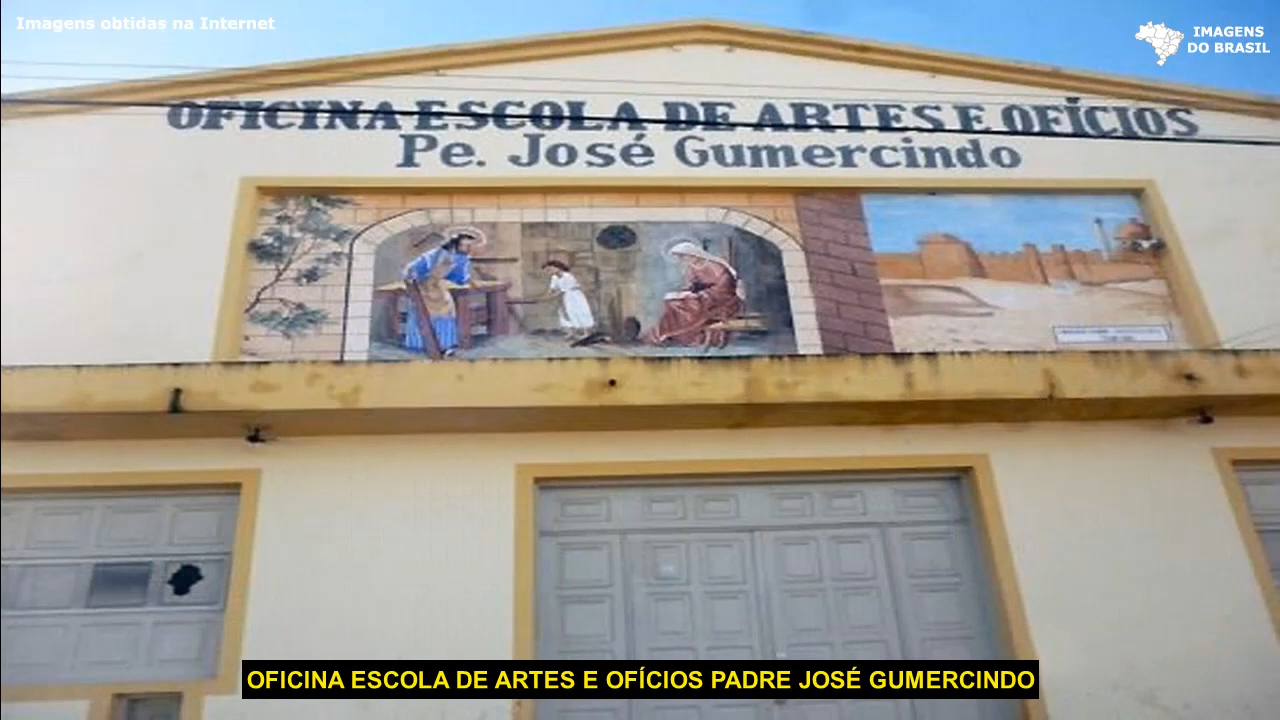 Imagens obtidas na Internet
IMAGENS
DO BRASIL
OFICINA ESCOLA DE ARTES E OFÍCIOS
Pe. José Gumercindo
OFICINA ESCOLA DE ARTES E OFÍCIOS PADRE JOSÉ GUMERCINDO